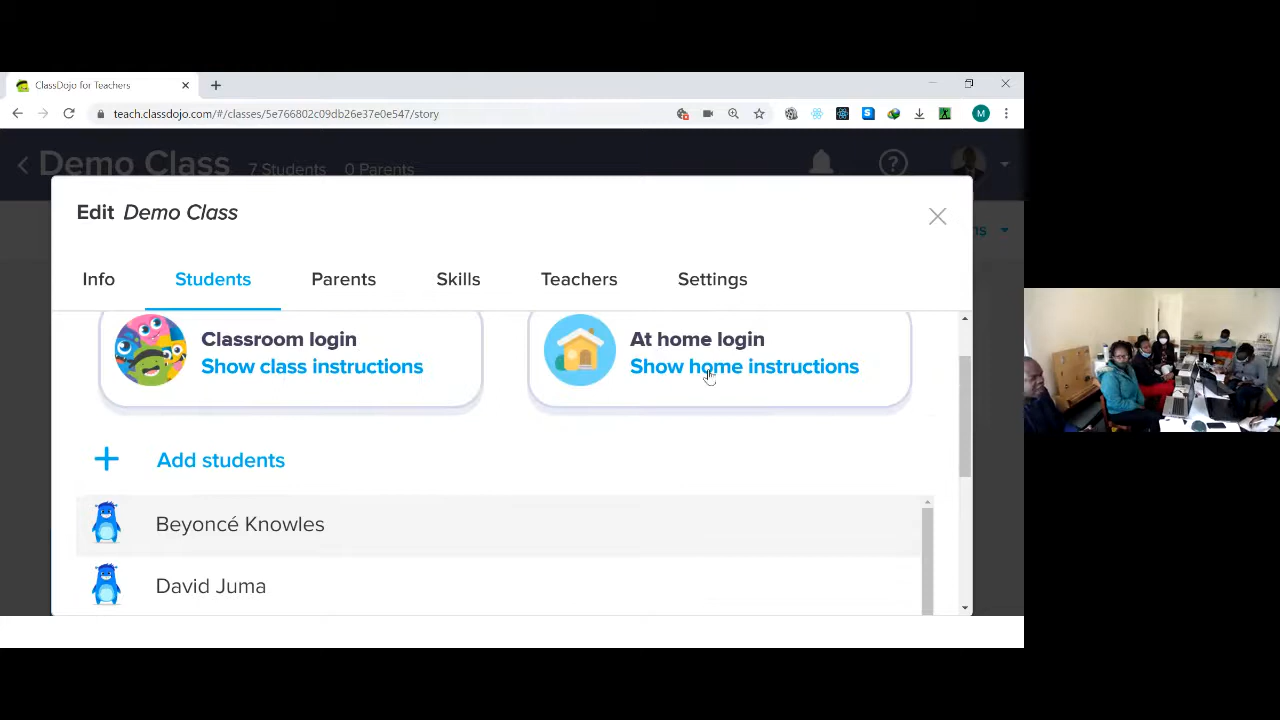 ClassDojo for Teachers
teach.classdojo.com/#/classes/5e766802c09db26e37e0e547/story
M
Demo Class 7 Students 0 Parents
Edit Demo Class
ns
Info Students Parents Skills Teachers Settings
Classroom login
Show class instructions
At home login
Show home instructions
Add students
Beyoncé Knowles
David Juma